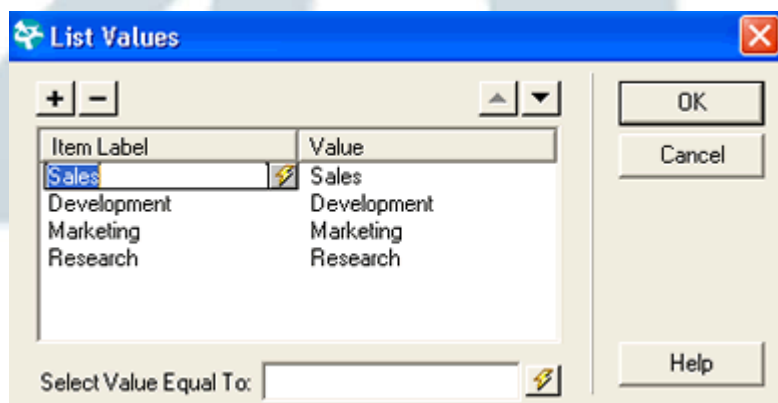 List Values
+ −
OK
Item Label Value
Cancel
Sales Sales
Development Development
Marketing Marketing
Research Research
Help
Select Value Equal To: